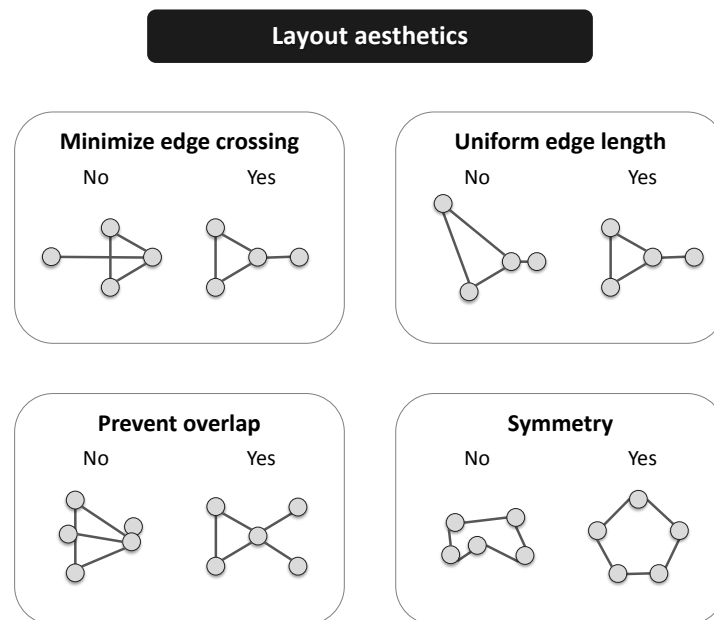 Layout aesthetics
Minimize edge crossing
No Yes
Uniform edge length
No Yes
Prevent overlap
No Yes
Symmetry
No Yes